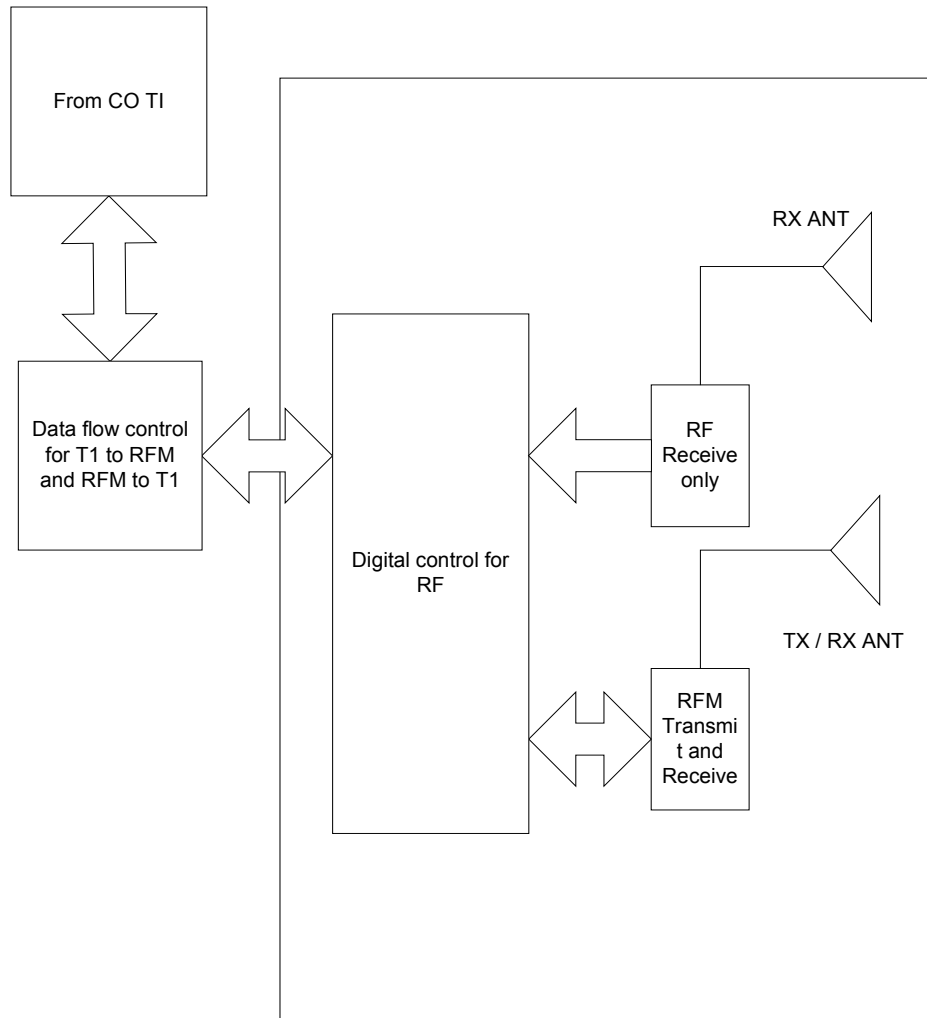 From CO TI
RX ANT
Data flow control
for T1 to RFM
and RFM to T1
RF
Receive
only
Digital control for
RF
TX / RX ANT
RFM
Transmi
t and
Receive